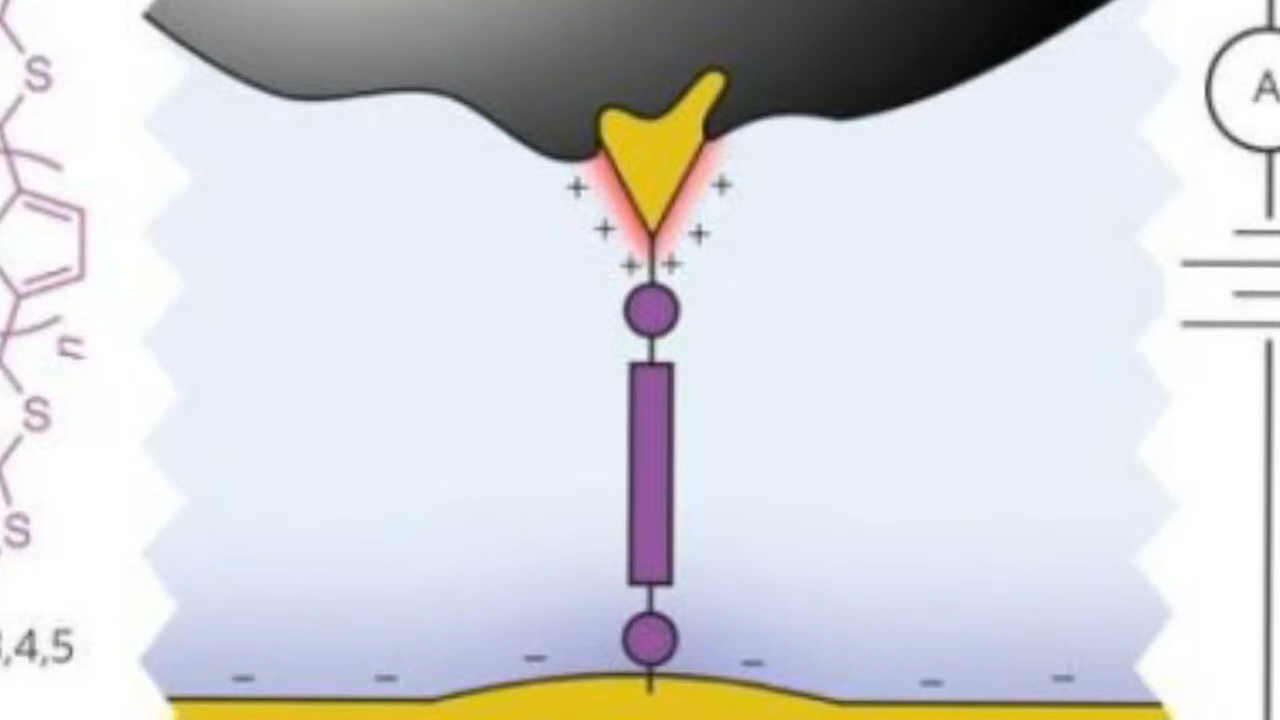 S
n
S
S
,4,5
A
+ +
+ +
+ +
- -
- -
- -